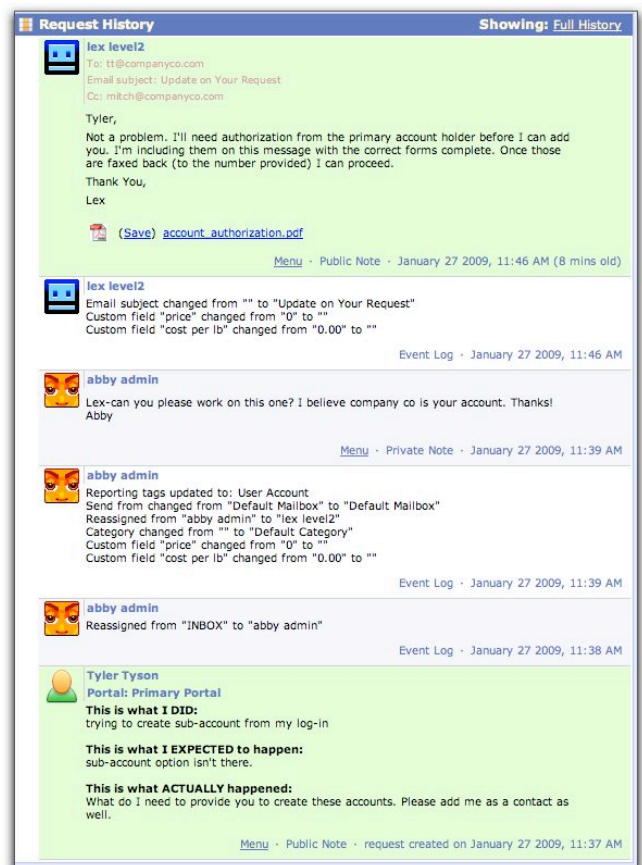 Request History
Showing: Full History
lex level2
To: tt@companyco.com
Email subject: Update on Your Request
Cc: mitch@companyco.com
Tyler,
Not a problem. I'll need authorization from the primary account holder before I can add
you. I'm including them on this message with the correct forms complete. Once those
are faxed back (to the number provided) I can proceed.
Thank You,
Lex
(Save) account_authorization.pdf
Menu · Public Note · January 27 2009, 11:46 AM (8 mins old)
lex level2
Email subject changed from "" to "Update on Your Request"
Custom field "price" changed from "0" to ""
Custom field "cost per lb" changed from "0.00" to ""
Event Log · January 27 2009, 11:46 AM
abby admin
Lex-can you please work on this one? I believe company co is your account. Thanks!
Abby
Menu · Private Note · January 27 2009, 11:39 AM
abby admin
Reporting tags updated to: User Account
Send from changed from "Default Mailbox" to "Default Mailbox"
Reassigned from "abby admin" to "lex level2"
Category changed from "" to "Default Category"
Custom field "price" changed from "0" to ""
Custom field "cost per lb" changed from "0.00" to ""
Event Log · January 27 2009, 11:39 AM
abby admin
Reassigned from "INBOX" to "abby admin"
Event Log · January 27 2009, 11:38 AM
Tyler Tyson
Portal: Primary Portal
This is what I DID:
trying to create sub-account from my log-in
This is what I EXPECTED to happen:
sub-account option isn't there.
This is what ACTUALLY happened:
What do I need to provide you to create these accounts. Please add me as a contact as
well.
Menu · Public Note · request created on January 27 2009, 11:37 AM